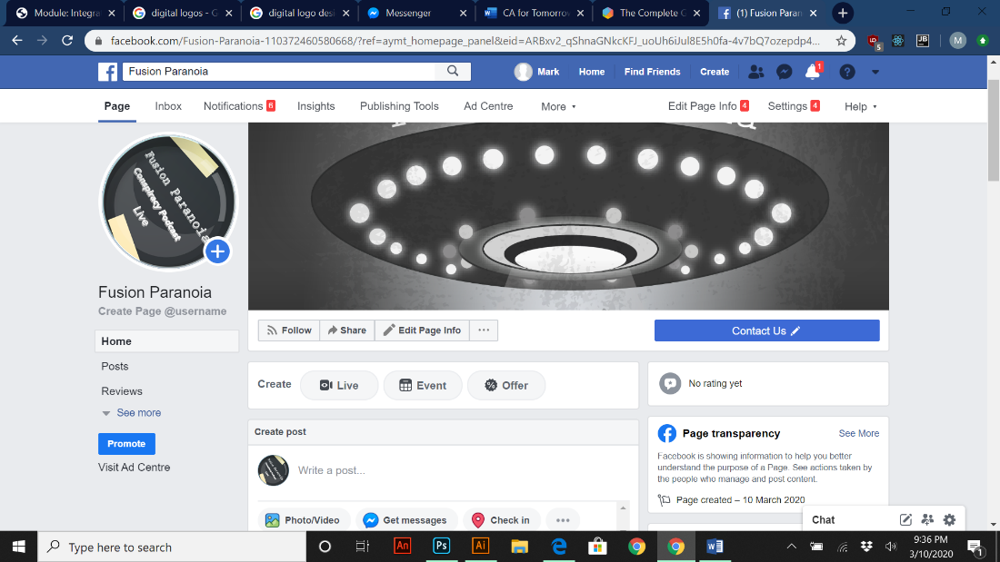 Module: Integra
digital logos - G
digital logo desi
Messenger
CA for Tomorrow
The Complete G
(1) Fusion Paran
facebook.com/Fusion-Paranoia-110372460580668/?ref=aymt_homepage_panel&eid=ARBxv2_qShnaGNkcKFJ_uoUh6iJul8E5h0fa-4v7bQ7ozepdp4...
5
JB
M
Fusion Paranoia
Mark
Home
Find Friends
Create
1
Page
Inbox
Notifications 6
Insights
Publishing Tools
Ad Centre
More
Edit Page Info 4
Settings 4
Help
Fusion Paranoia
Conspiracy Podcast
Live
Fusion Paranoia
Create Page @username
Home
Posts
Reviews
See more
Promote
Visit Ad Centre
Follow
Share
Edit Page Info
...
Contact Us
Create
Live
Event
Offer
No rating yet
Create post
Write a post...
Photo/Video
Get messages
Check in
Page transparency
See More
Facebook is showing information to help you better
understand the purpose of a Page. See actions taken by
the people who manage and post content.
Page created – 10 March 2020
Chat
Type here to search
An
Ps
Ai
9:36 PM
3/10/2020
1